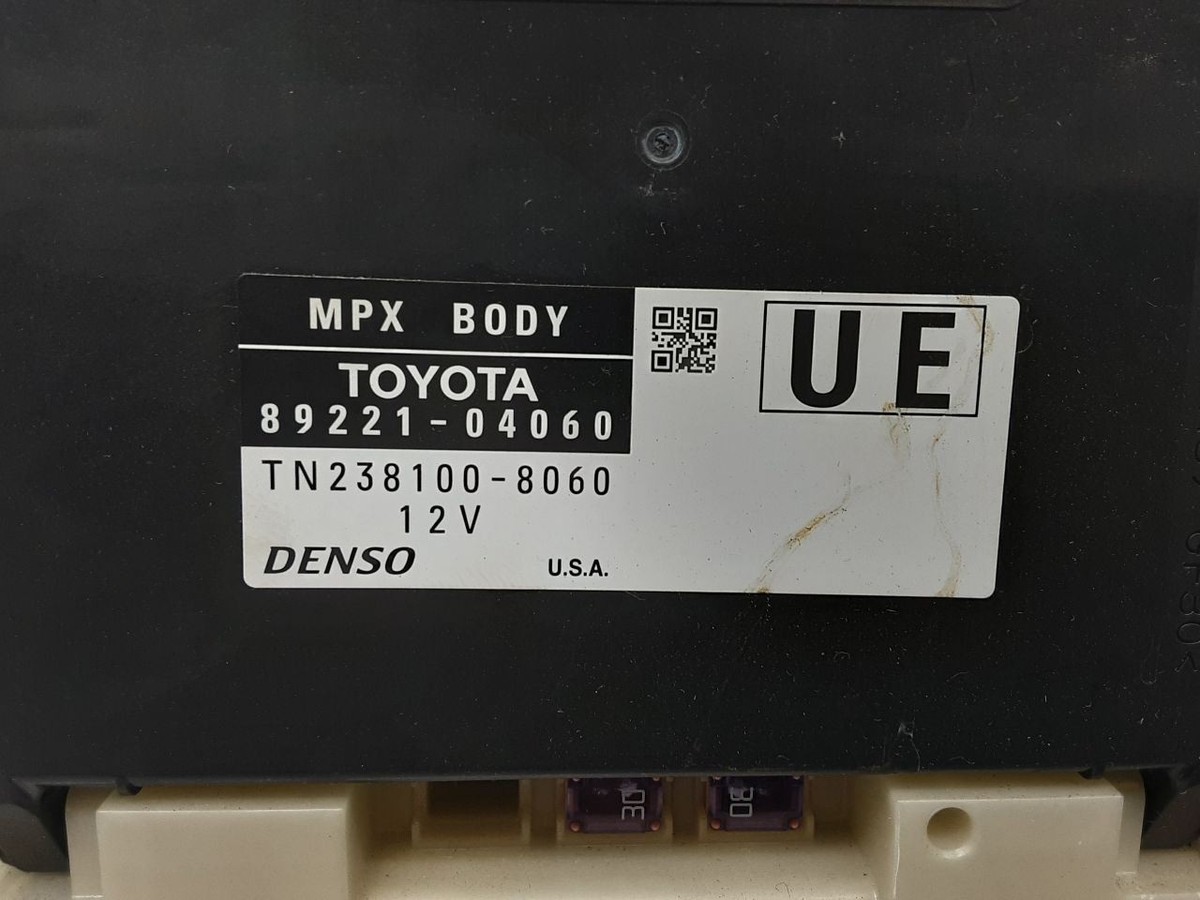 MPX BODY
TOYOTA
89221-04060
TN238100-8060
12V
DENSO U.S.A.
UE
30
30